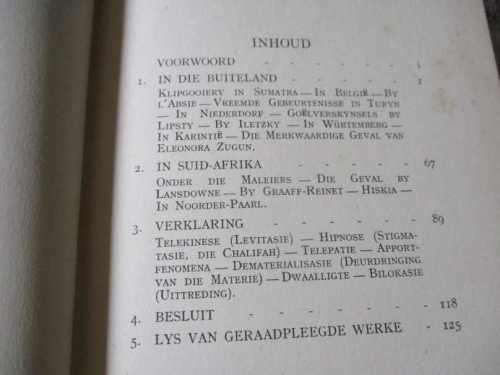 INHOUD
VOORWOORD - - - - - 1
1. IN DIE BUITELAND - - - - 1
KLIPGOOIERY IN SUMATRA — IN BELGIË — BY
L'ABSIE — VREEMDE GEBEURTENISSE IN TURYN
— IN NIEDERDORF — GOËLVERSKYNSELS BY
LIPSTY — BY ILETZKY — IN WÜRTEMBERG —
IN KARINTIË — DIE MERKWAARDIGE GEVAL VAN
ELEONORA ZUGUN.
2. IN SUID-AFRIKA - - - - 67
ONDER DIE MALEIERS — DIE GEVAL BY
LANSDOWNE — BY GRAAFF-REINET — HISKIA —
IN NOORDER-PAARL.
3. VERKLARING - - - - 89
TELEKINESE (LEVITASIE) — HIPNOSE (STIGMA-
TASIE, DIE CHALIFAH) — TELEPATIE — APPORT-
FENOMENA — DEMATERIALISASIE (DEURDRINGING
VAN DIE MATERIE) — DWAALLIGTE — BILOKASIE
(UITTREDING).
4. BESLUIT - - - - - 118
5. LYS VAN GERAADPLEEGDE WERKE - 125